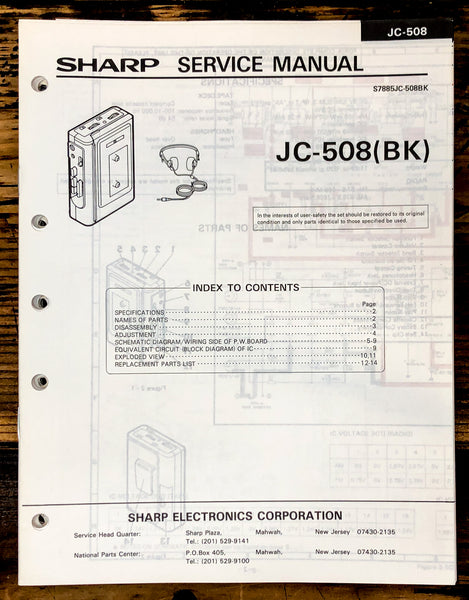 JC-508
SHARP SERVICE MANUAL
S7885JC-508BK
JC-508(BK)
In the interests of user-safety the set should be restored to its original
condition and only parts identical to those specified be used.
INDEX TO CONTENTS
Page
SPECIFICATIONS 2
NAMES OF PARTS 2
DISASSEMBLY 3
ADJUSTMENT 4
SCHEMATIC DIAGRAM/WIRING SIDE OF P.W.BOARD 5-9
EQUIVALENT CIRCUIT (BLOCK DIAGRAM) OF IC 9
EXPLODED VIEW 10,11
REPLACEMENT PARTS LIST 12-14
SHARP ELECTRONICS CORPORATION
Service Head Quarter: Sharp Plaza, Mahwah, New Jersey 07430-2135
Tel: (201) 529-9141
National Parts Center: P.O.Box 405, Mahwah, New Jersey 07430-2135
Tel: (201) 529-9100